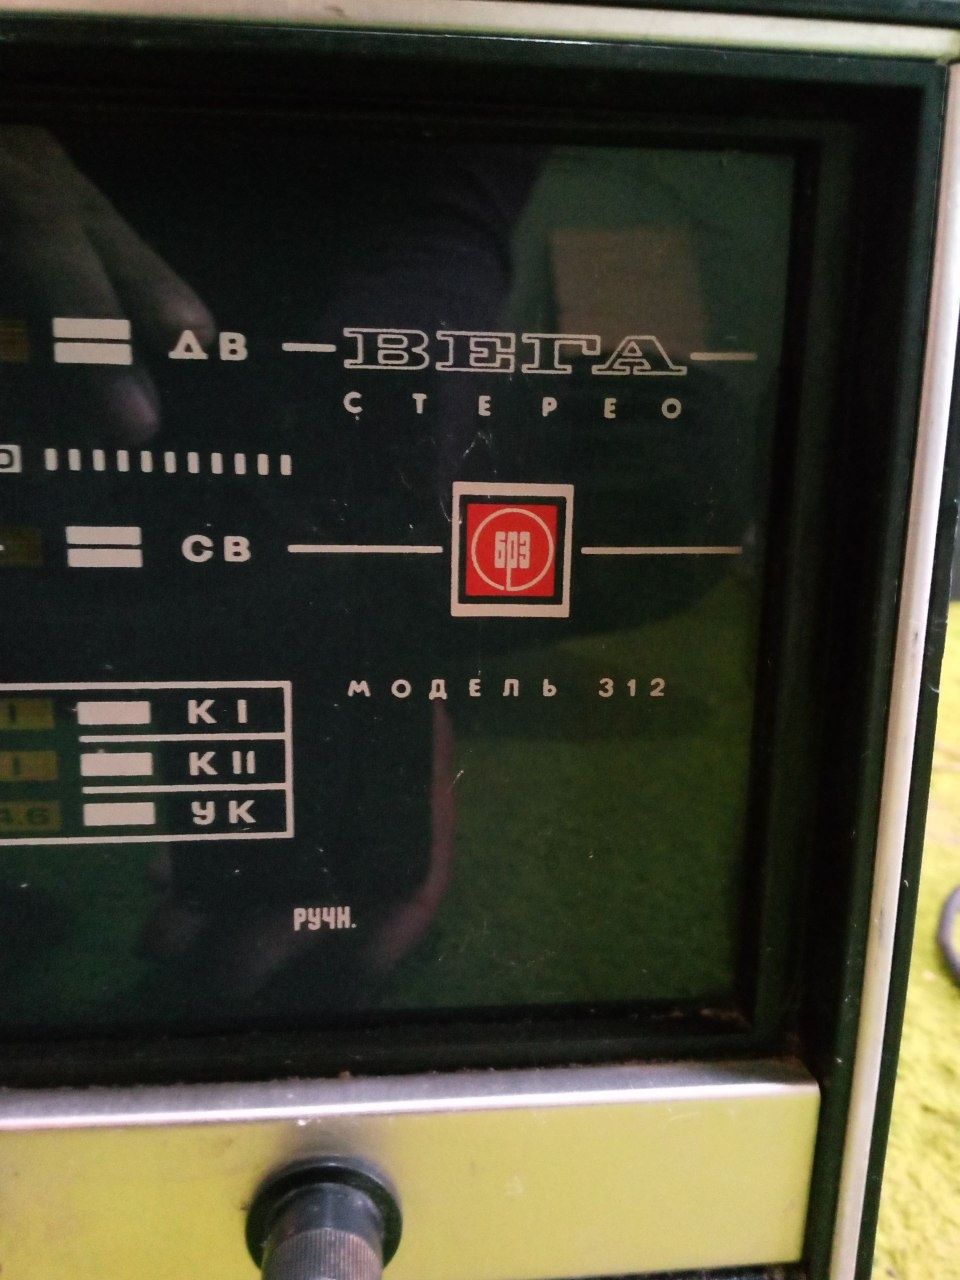 ДВ
ВЕГА
СТЕРЕО
СВ
БРЗ
МОДЕЛЬ 312
К I
К II
УК
РУЧН.